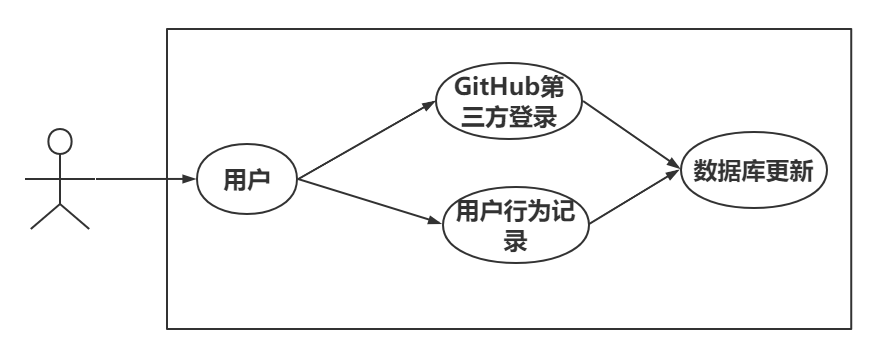 GitHub第
三方登录
用户
数据库更新
用户行为记
录